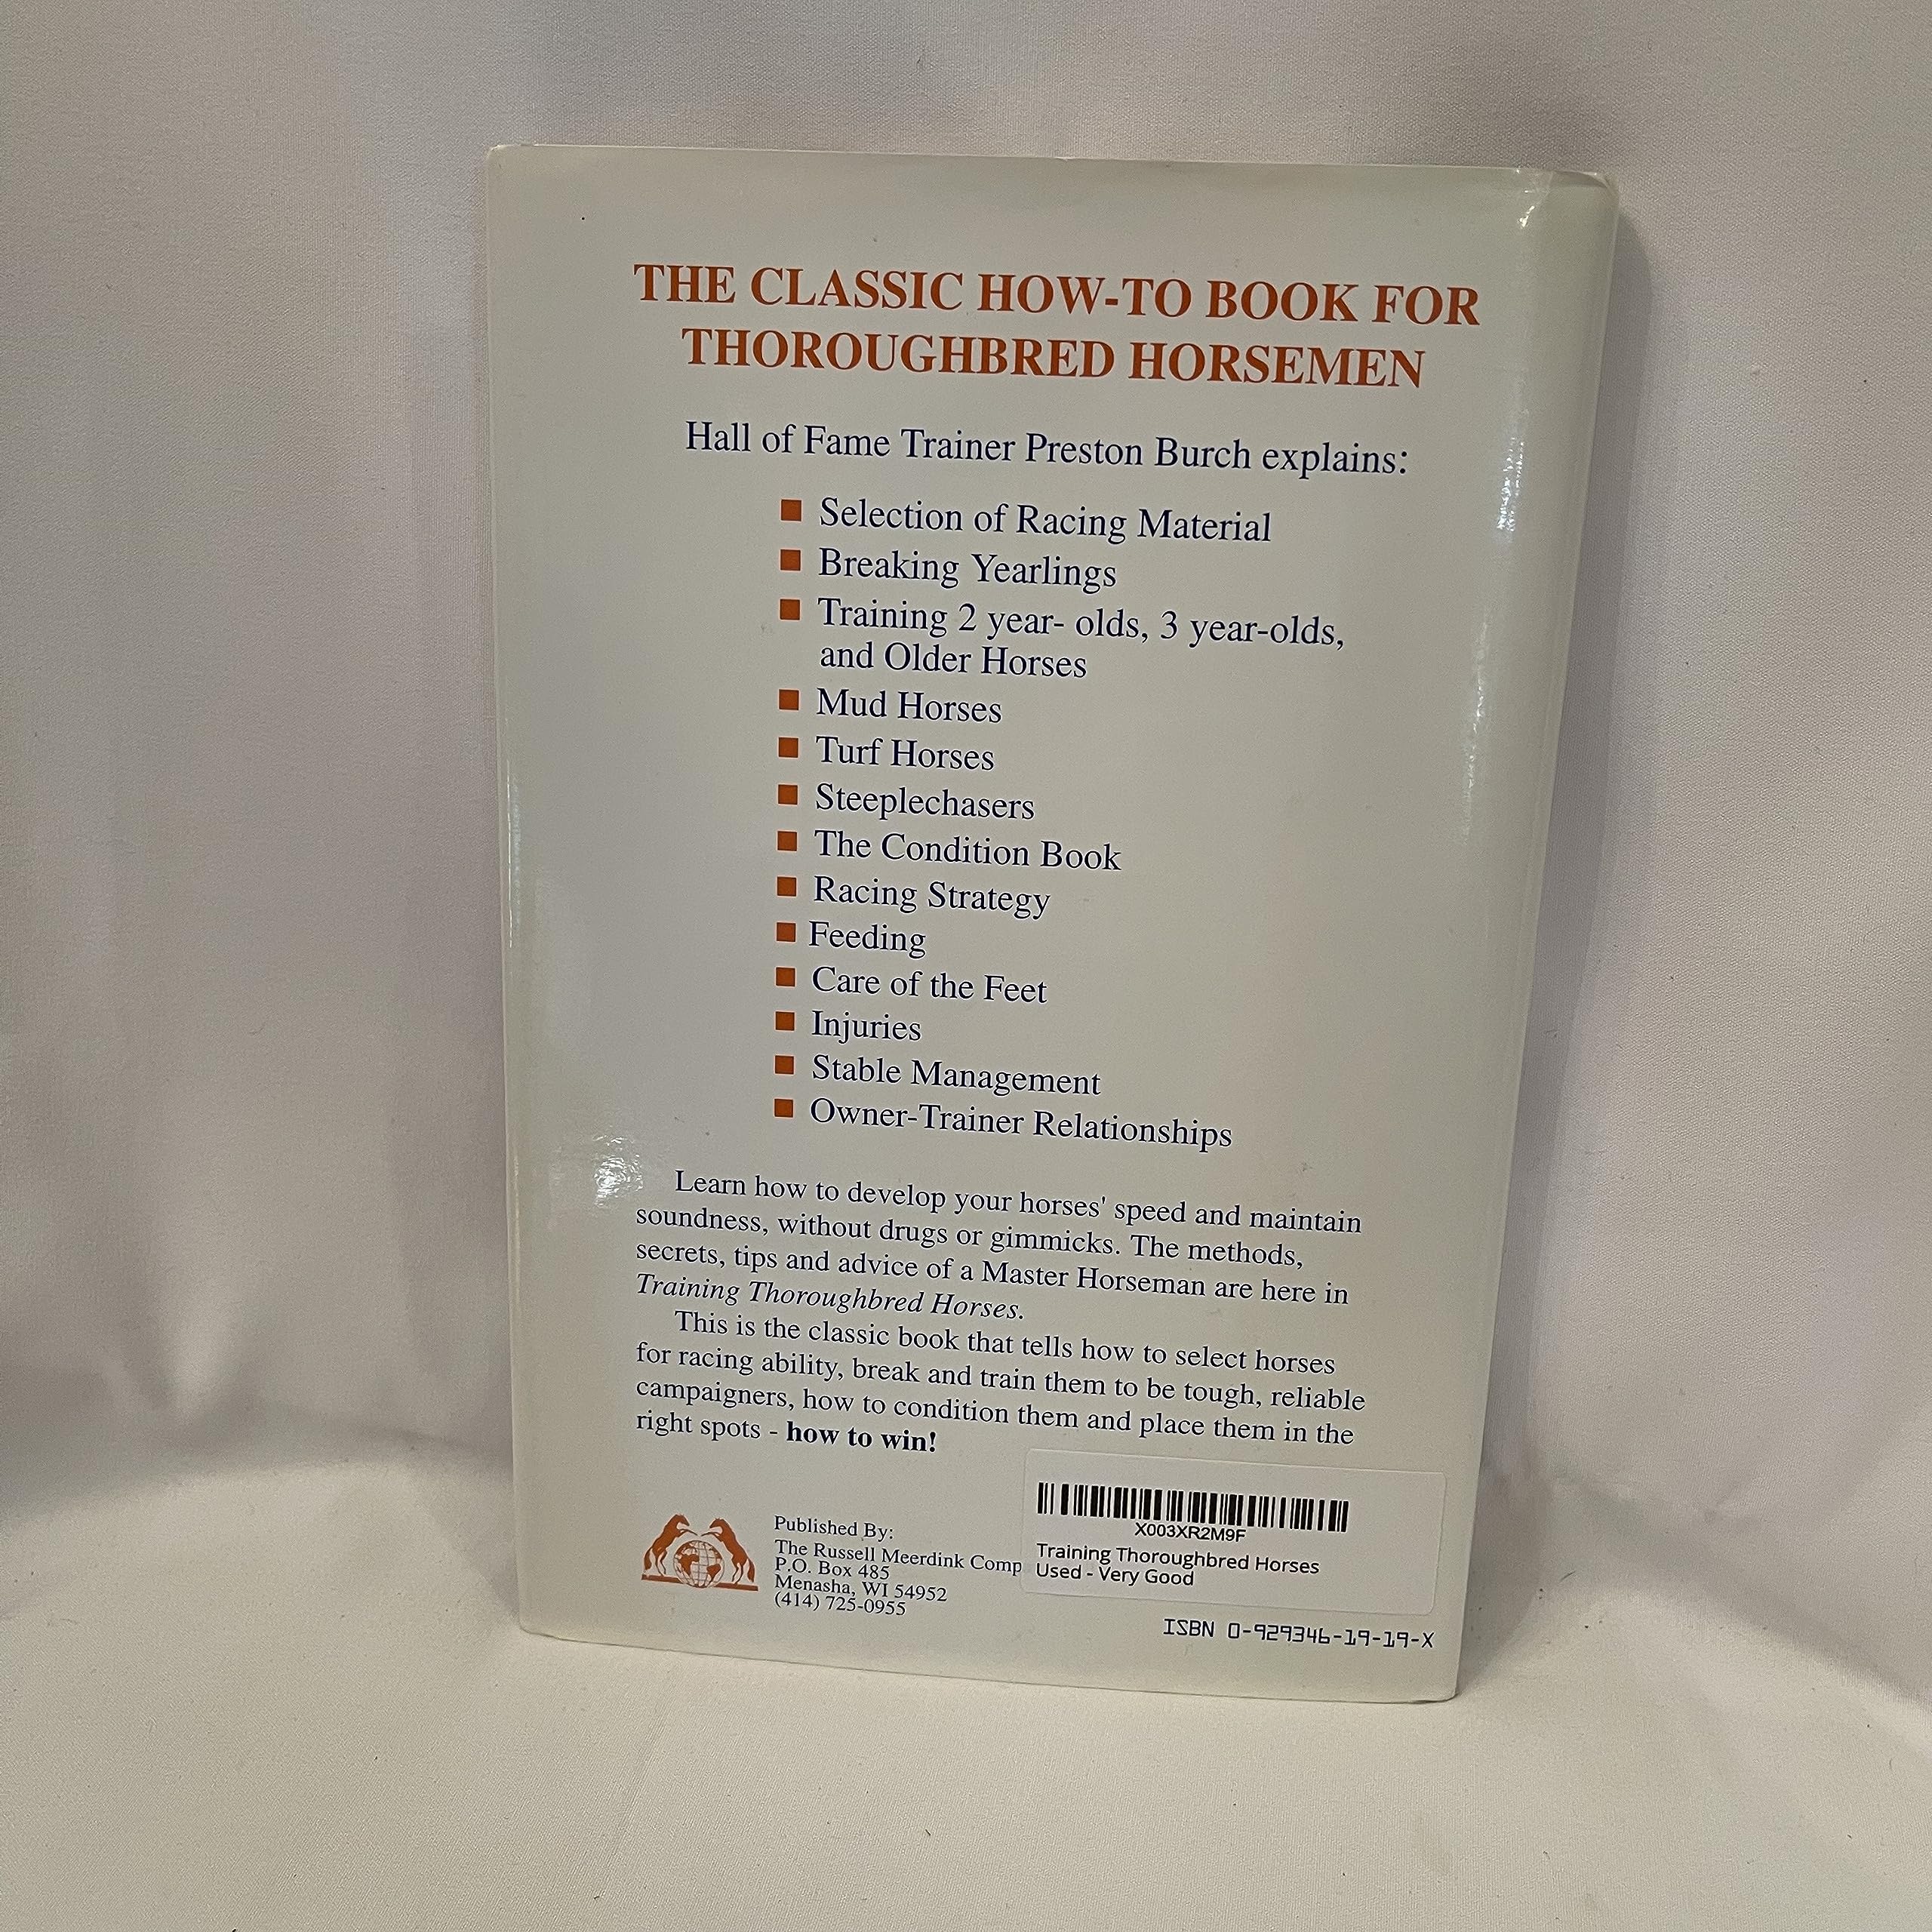 THE CLASSIC HOW-TO BOOK FOR
THOROUGHBRED HORSEMEN
Hall of Fame Trainer Preston Burch explains:
■ Selection of Racing Material
■ Breaking Yearlings
■ Training 2 year- olds, 3 year-olds,
and Older Horses
■ Mud Horses
■ Turf Horses
■ Steeplechasers
■ The Condition Book
■ Racing Strategy
■ Feeding
■ Care of the Feet
■ Injuries
■ Stable Management
■ Owner-Trainer Relationships
Learn how to develop your horses' speed and maintain
soundness, without drugs or gimmicks. The methods,
secrets, tips and advice of a Master Horseman are here in
Training Thoroughbred Horses.
This is the classic book that tells how to select horses
for racing ability, break and train them to be tough, reliable
campaigners, how to condition them and place them in the
right spots - how to win!
Published By:
The Russell Meerdink Comp
P.O. Box 485
Menasha, WI 54952
(414) 725-0955
X003XR2M9F
Training Thoroughbred Horses
Used - Very Good
ISBN 0-929346-19-19-X